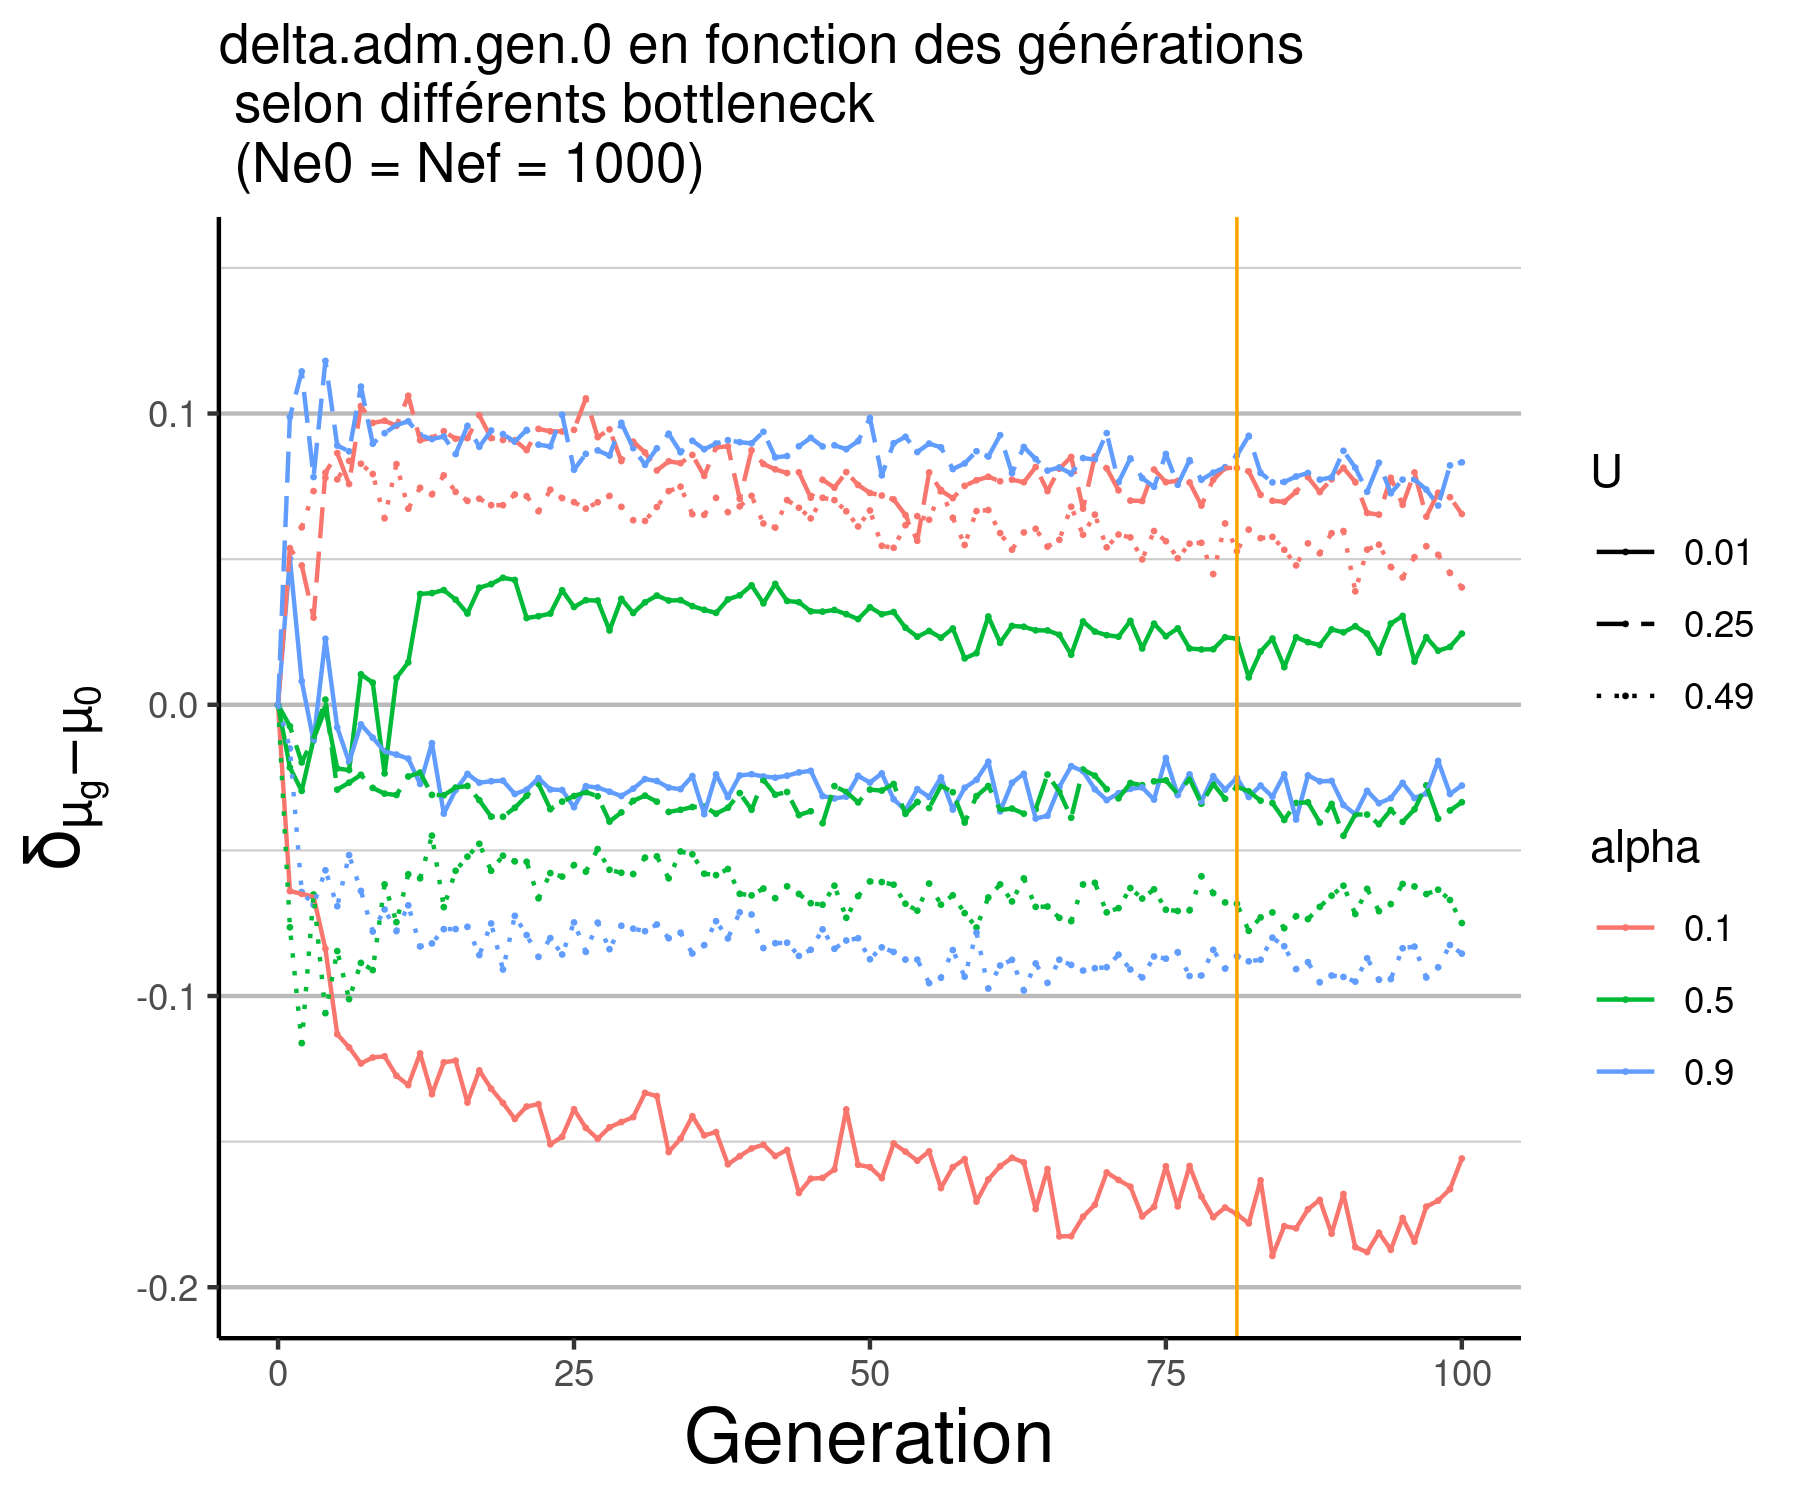 delta.adm.gen.0 en fonction des générations
selon différents bottleneck
(Ne0 = Nef = 1000)
δμg−μ0
0.1
0.0
-0.1
-0.2
0
25
50
75
100
Generation
U
0.01
0.25
0.49
alpha
0.1
0.5
0.9